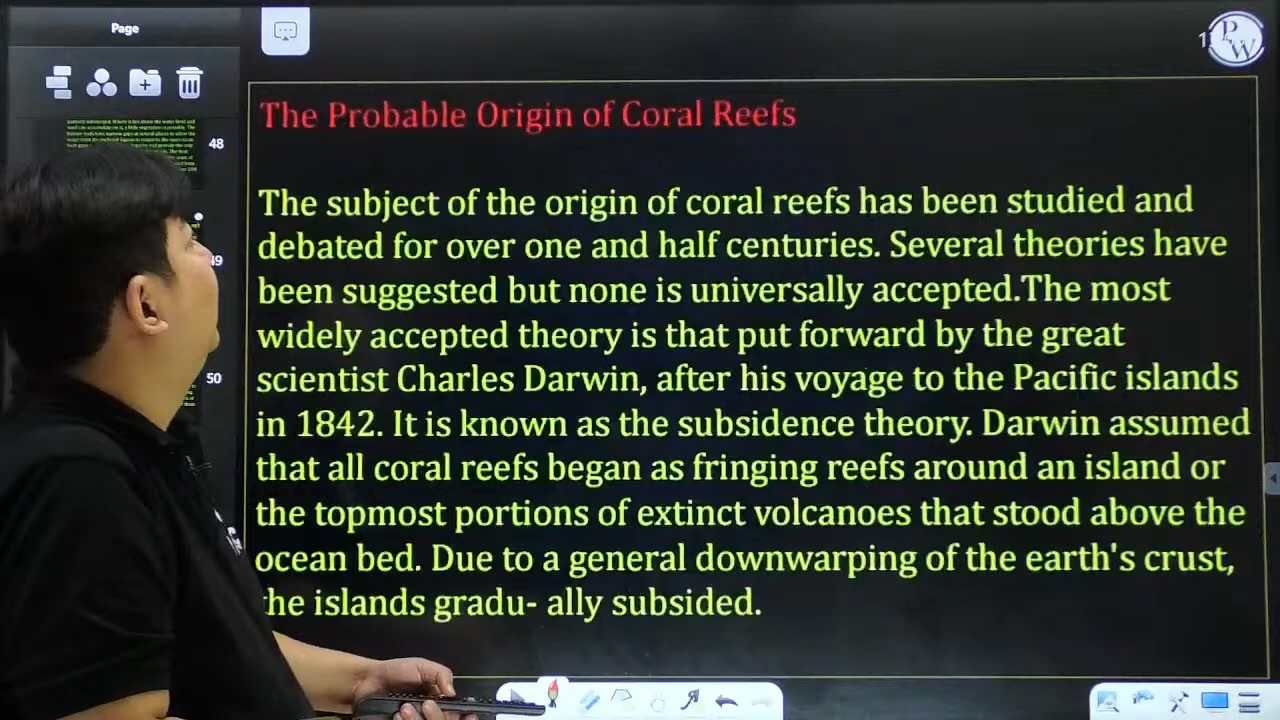 Page
48
49
50
PW
The Probable Origin of Coral Reefs
The subject of the origin of coral reefs has been studied and
debated for over one and half centuries. Several theories have
been suggested but none is universally accepted.The most
widely accepted theory is that put forward by the great
scientist Charles Darwin, after his voyage to the Pacific islands
in 1842. It is known as the subsidence theory. Darwin assumed
that all coral reefs began as fringing reefs around an island or
the topmost portions of extinct volcanoes that stood above the
ocean bed. Due to a general downwarping of the earth's crust,
the islands gradu- ally subsided.